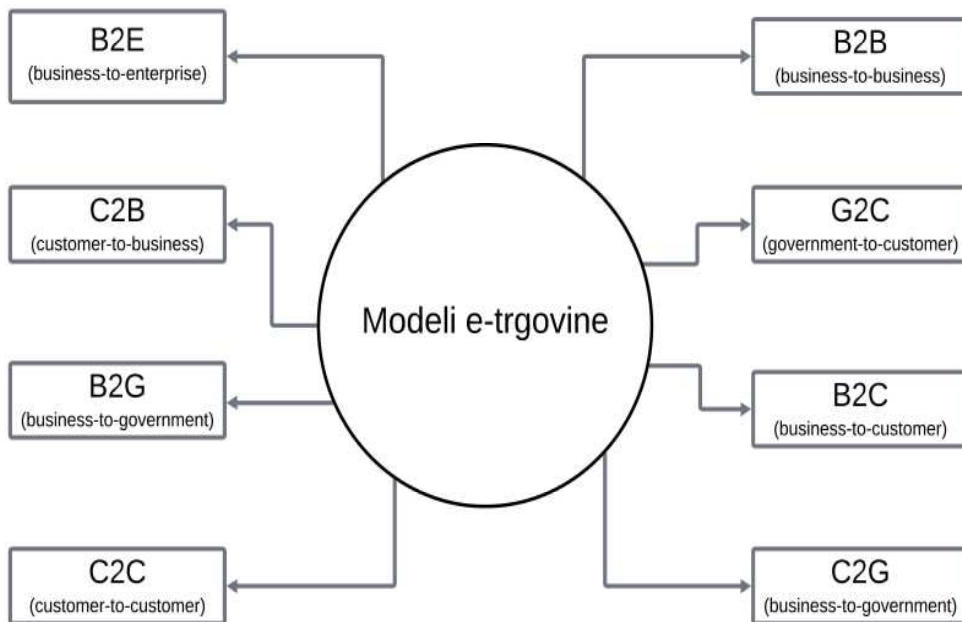 B2E
(business-to-enterprise)
B2B
(business-to-business)
C2B
(customer-to-business)
G2C
(government-to-customer)
Modeli e-trgovine
B2G
(business-to-government)
B2C
(business-to-customer)
C2C
(customer-to-customer)
C2G
(business-to-government)